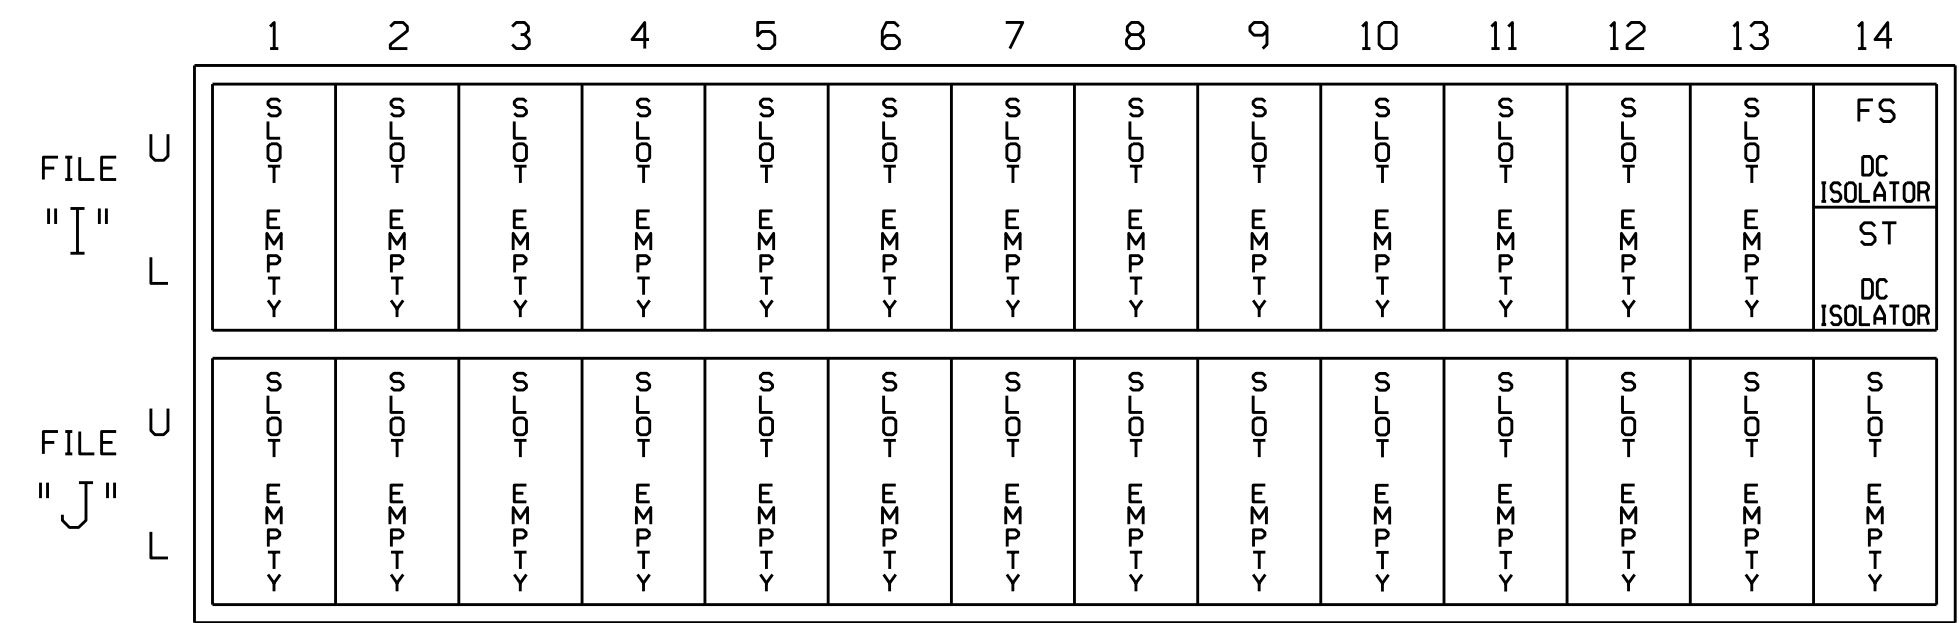 1 2 3 4 5 6 7 8 9 10 11 12 13 14
FILE "I"
U
L
SLOT EMPTY SLOT EMPTY SLOT EMPTY SLOT EMPTY SLOT EMPTY SLOT EMPTY SLOT EMPTY SLOT EMPTY SLOT EMPTY SLOT EMPTY SLOT EMPTY SLOT EMPTY SLOT EMPTY
FS
DC
ISOLATOR
ST
DC
ISOLATOR
FILE "J"
U
L
SLOT EMPTY SLOT EMPTY SLOT EMPTY SLOT EMPTY SLOT EMPTY SLOT EMPTY SLOT EMPTY SLOT EMPTY SLOT EMPTY SLOT EMPTY SLOT EMPTY SLOT EMPTY SLOT EMPTY SLOT EMPTY